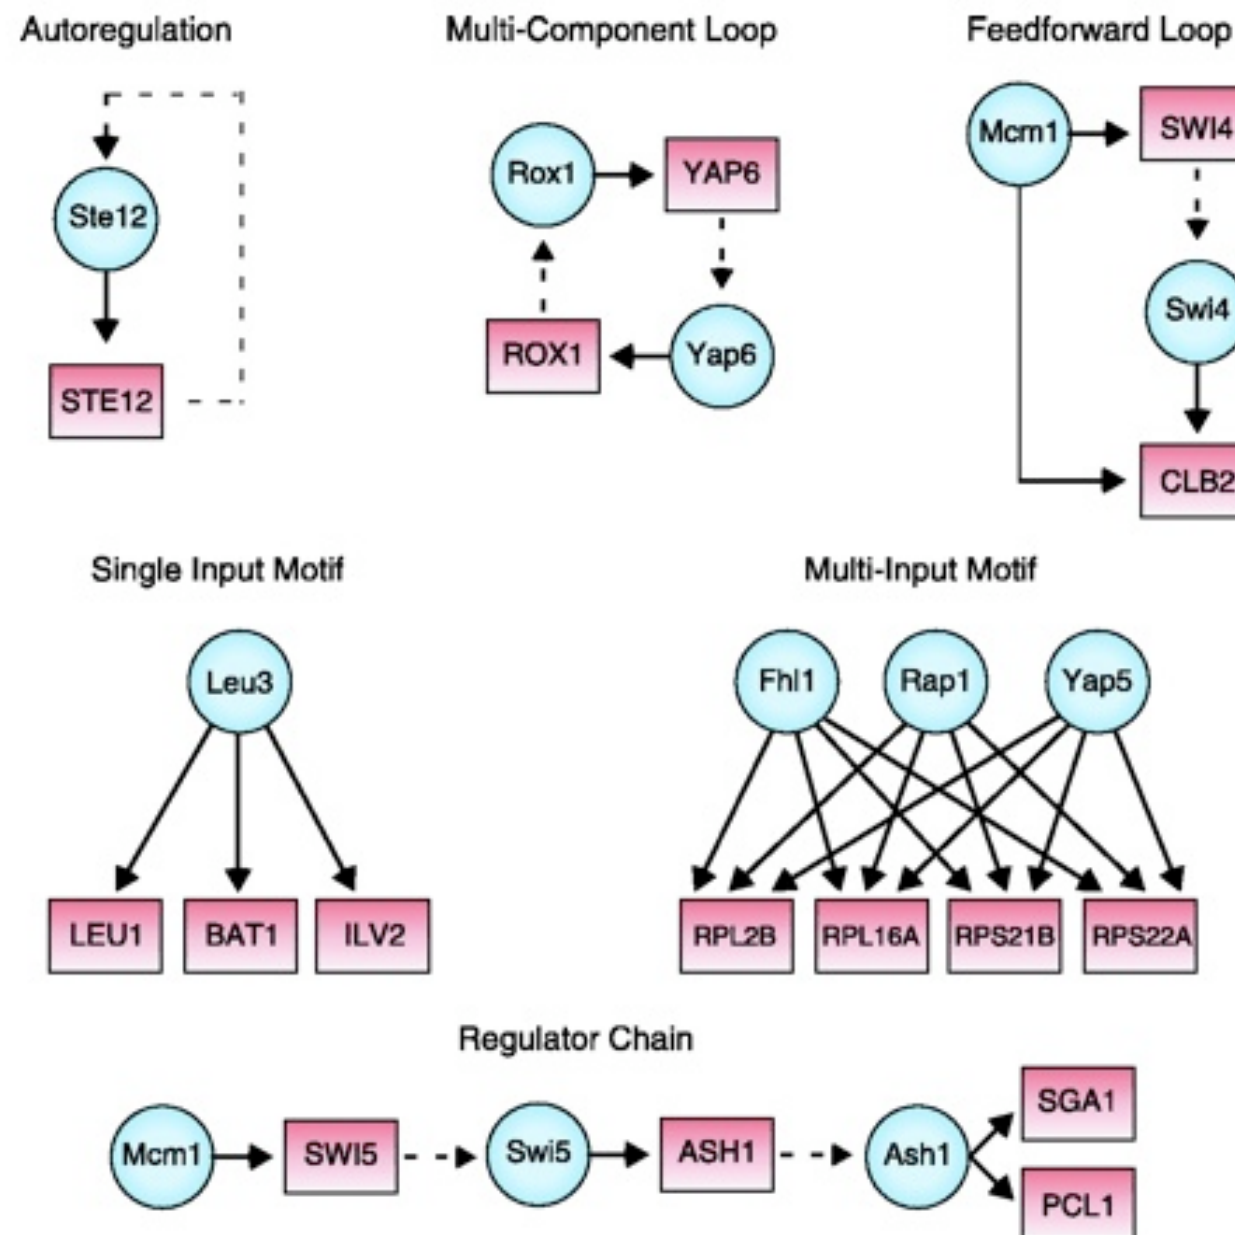 Autoregulation
Multi-Component Loop
Feedforward Loop
Ste12
STE12
Rox1
YAP6
ROX1
Yap6
Mcm1
SWI4
Swi4
CLB2
Single Input Motif
Leu3
LEU1
BAT1
ILV2
Multi-Input Motif
Fhl1
Rap1
Yap5
RPL2B
RPL16A
RPS21B
RPS22A
Regulator Chain
Mcm1
SWI5
Swi5
ASH1
Ash1
SGA1
PCL1